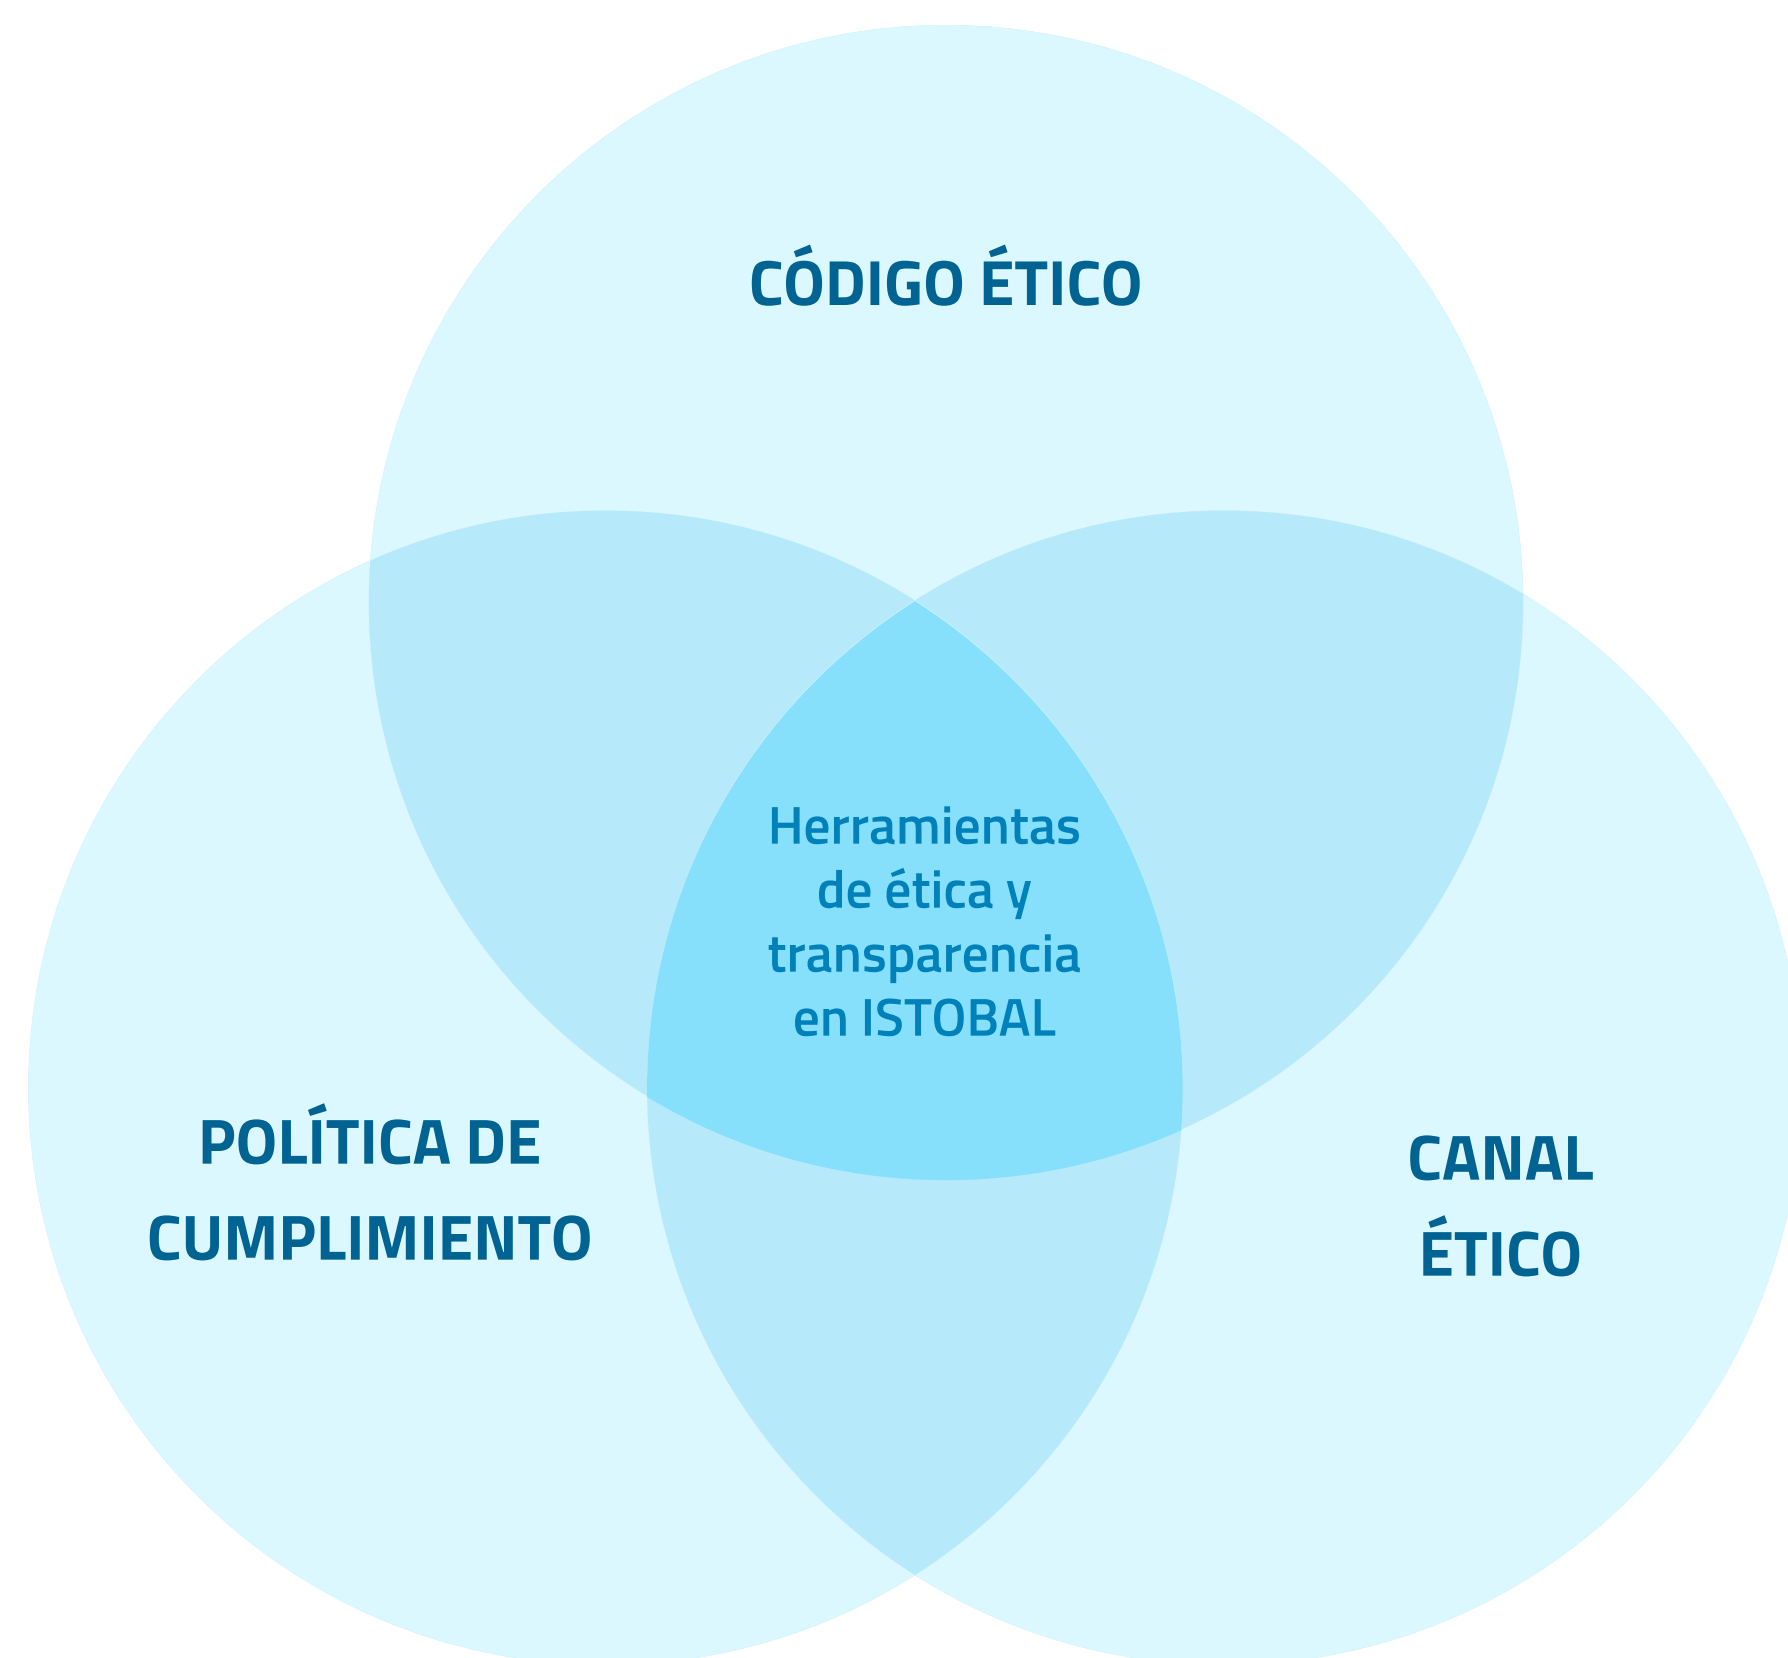 CÓDIGO ÉTICO
Herramientas
de ética y
transparencia
en ISTOBAL
POLÍTICA DE
CUMPLIMIENTO
CANAL
ÉTICO